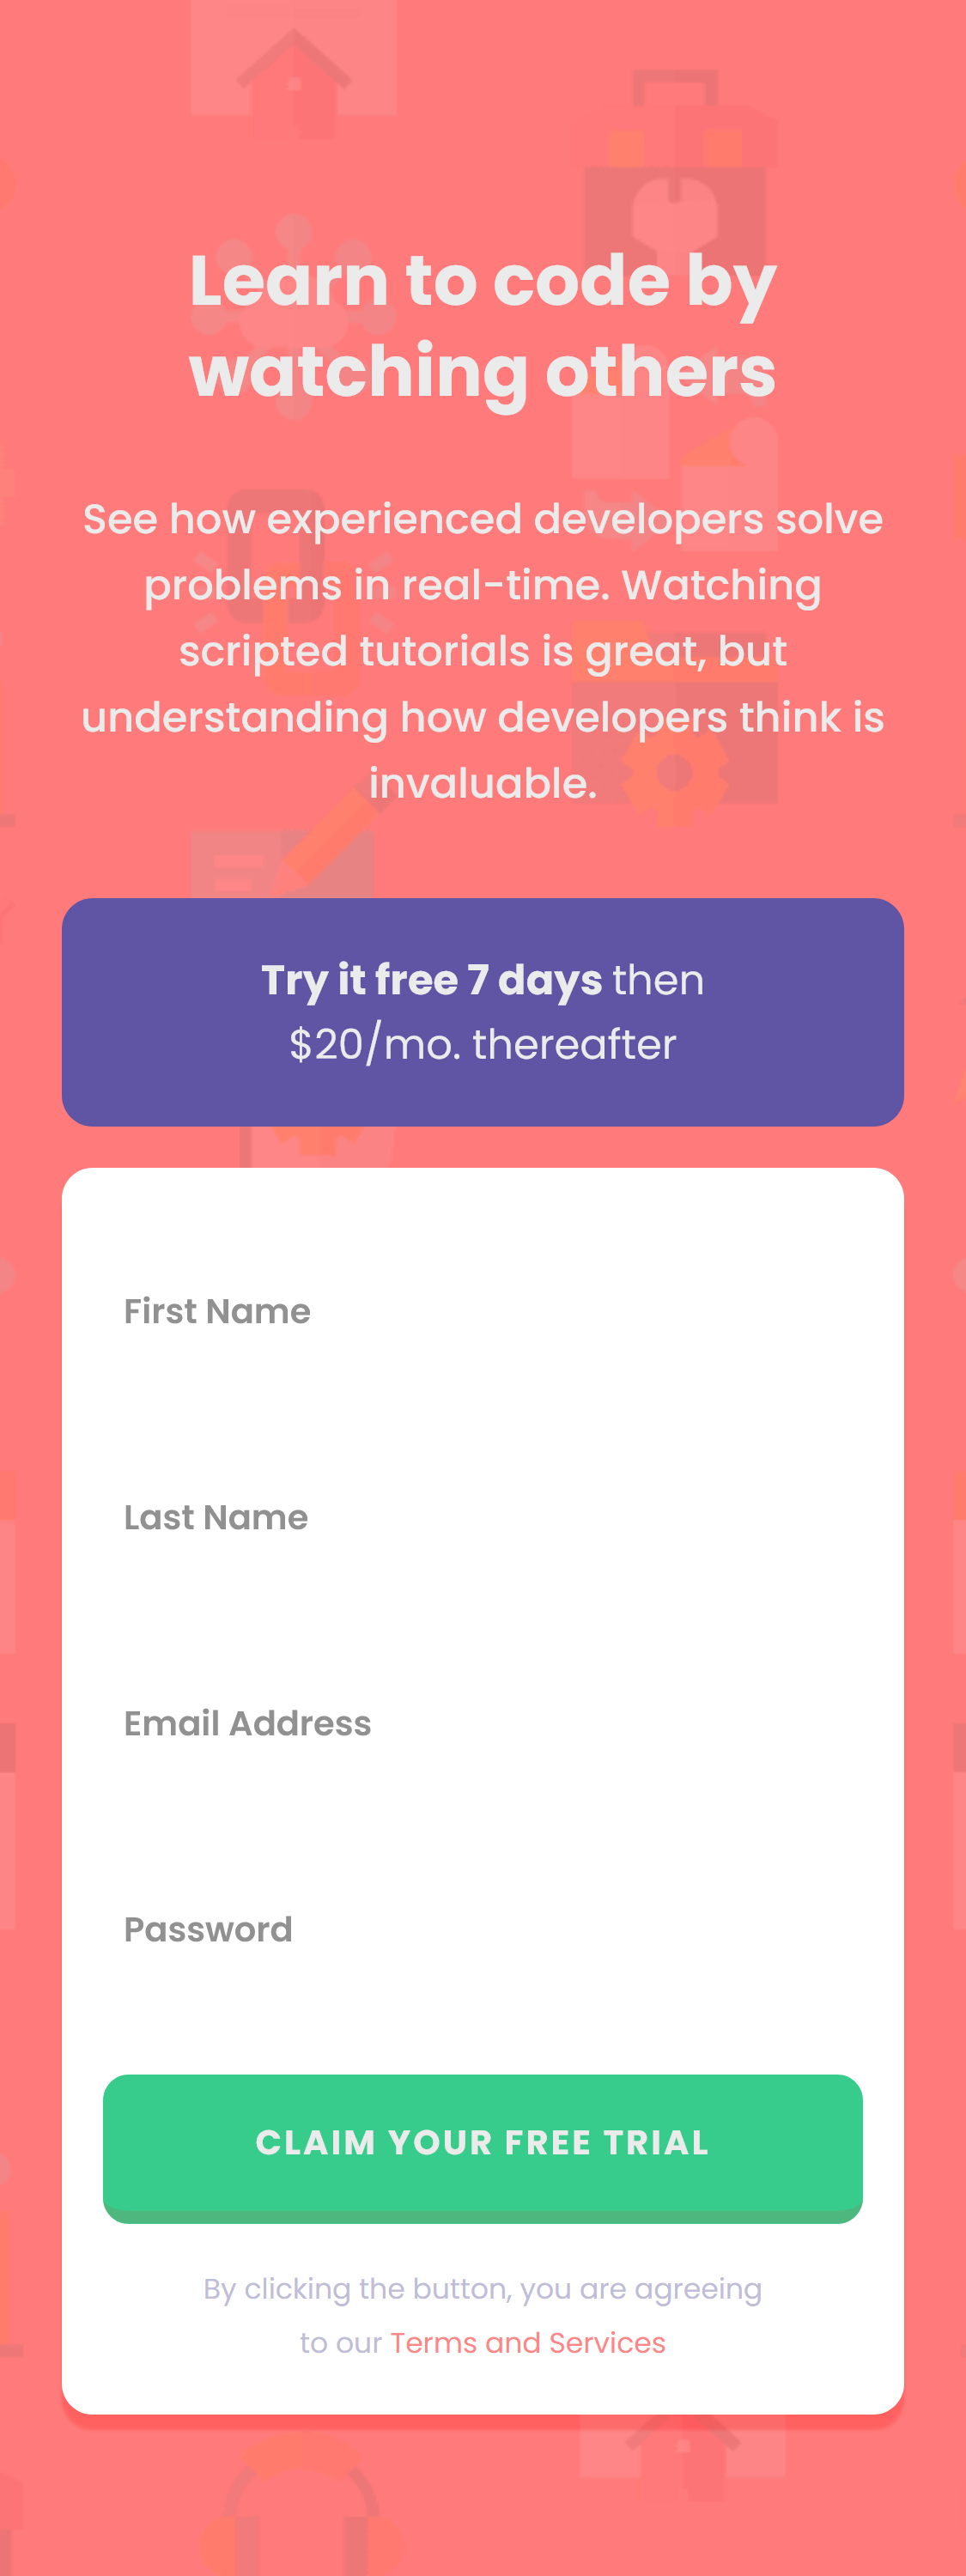 Learn to code by
watching others
See how experienced developers solve
problems in real-time. Watching
scripted tutorials is great, but
understanding how developers think is
invaluable.
Try it free 7 days then
$20/mo. thereafter
First Name
Last Name
Email Address
Password
CLAIM YOUR FREE TRIAL
By clicking the button, you are agreeing
to our Terms and Services